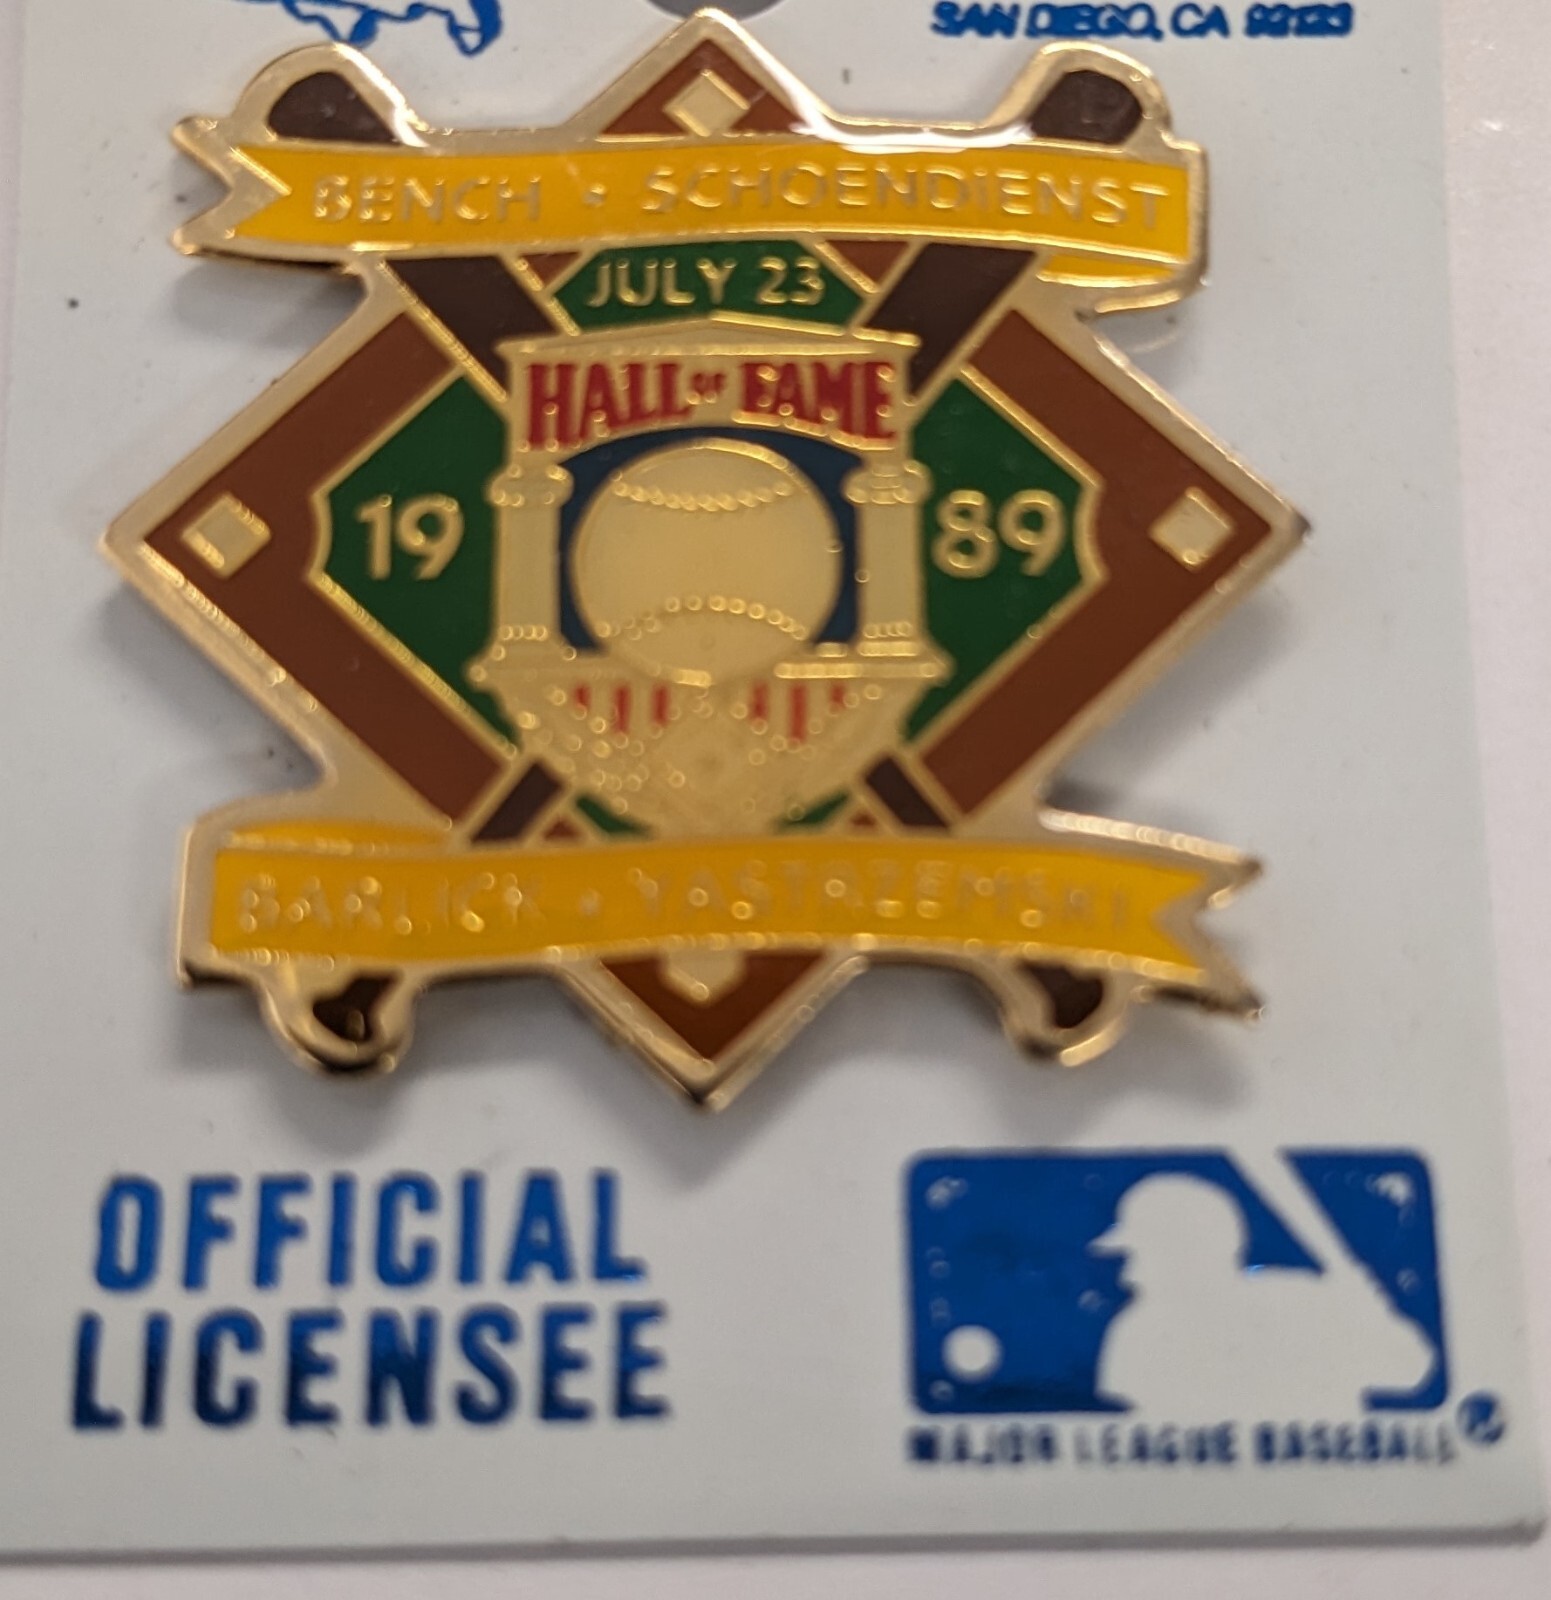 SAN DIEGO, CA 92123
BENCH • SCHOENDIENST
JULY 23
HALL OF FAME
19 89
BARLICK • YASTRZEMSKI
OFFICIAL
LICENSEE
MAJOR LEAGUE BASEBALL®